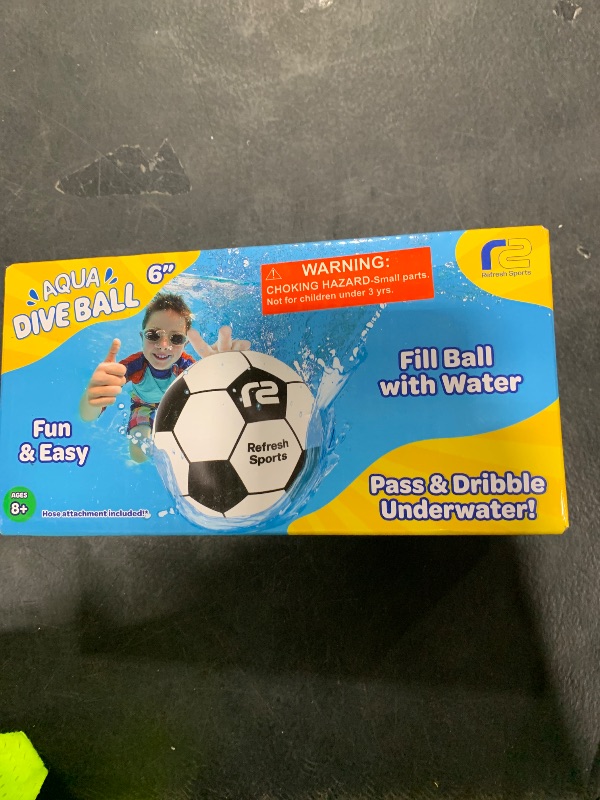 AQUA
DIVE BALL
6”
WARNING:
CHOKING HAZARD-Small parts.
Not for children under 3 yrs.
r2
Refresh Sports
Fill Ball
with Water
Fun
& Easy
r2
Refresh
Sports
Pass & Dribble
Underwater!
AGES
8+
Hose attachment included!*